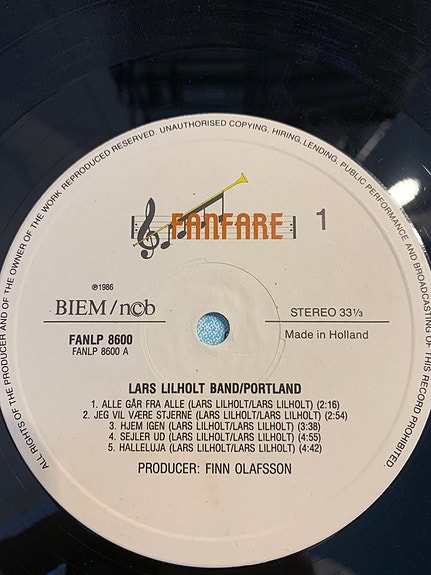 ALL RIGHTS OF THE PRODUCER AND OF THE OWNER OF THE WORK REPRODUCED RESERVED. UNAUTHORISED COPYING, HIRING, LENDING, PUBLIC PERFORMANCE AND BROADCASTING OF THIS RECORD PROHIBITED
FANFARE
1
℗1986
BIEM/ncb
STEREO 33⅓
FANLP 8600
Made in Holland
FANLP 8600 A
LARS LILHOLT BAND/PORTLAND
1. ALLE GÅR FRA ALLE (LARS LILHOLT/LARS LILHOLT) (2:16)
2. JEG VIL VÆRE STJERNE (LARS LILHOLT/LARS LILHOLT) (2:54)
3. HJEM IGEN (LARS LILHOLT/LARS LILHOLT) (3:38)
4. SEJLER UD (LARS LILHOLT/LARS LILHOLT) (4:55)
5. HALLELUJA (LARS LILHOLT/LARS LILHOLT) (4:42)
PRODUCER: FINN OLAFSSON